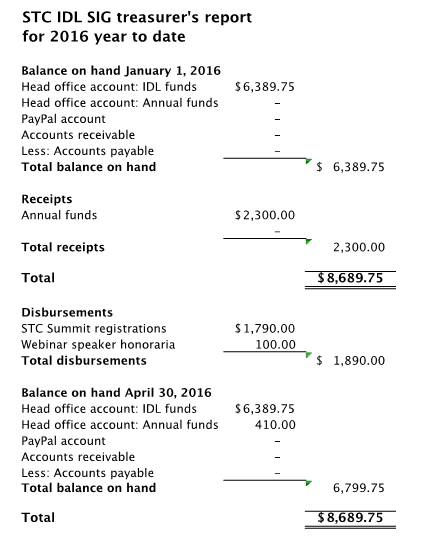 STC IDL SIG treasurer's report
for 2016 year to date
Balance on hand January 1, 2016
Head office account: IDL funds $6,389.75
Head office account: Annual funds –
PayPal account –
Accounts receivable –
Less: Accounts payable –
Total balance on hand $ 6,389.75
Receipts
Annual funds $2,300.00
–
Total receipts 2,300.00
Total $8,689.75
Disbursements
STC Summit registrations $1,790.00
Webinar speaker honoraria 100.00
Total disbursements $ 1,890.00
Balance on hand April 30, 2016
Head office account: IDL funds $6,389.75
Head office account: Annual funds 410.00
PayPal account –
Accounts receivable –
Less: Accounts payable –
Total balance on hand 6,799.75
Total $8,689.75